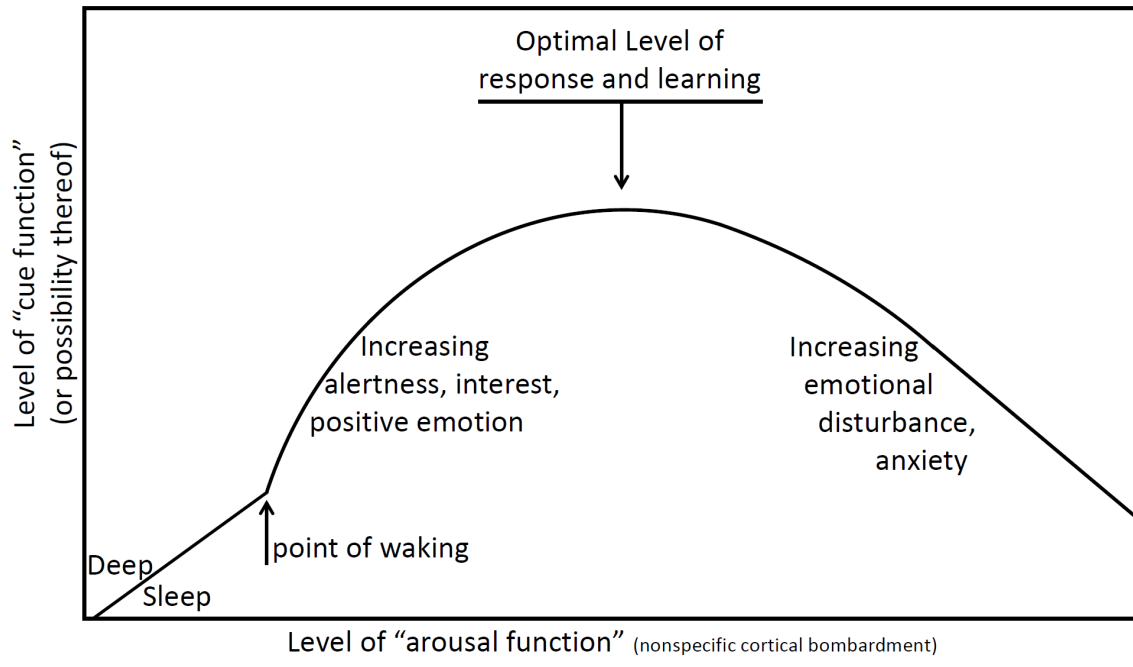 Optimal Level of
response and learning
Level of “cue function”
(or possibility thereof)
Increasing
alertness, interest,
positive emotion
Increasing
emotional
disturbance,
anxiety
point of waking
Deep
Sleep
Level of “arousal function” (nonspecific cortical bombardment)